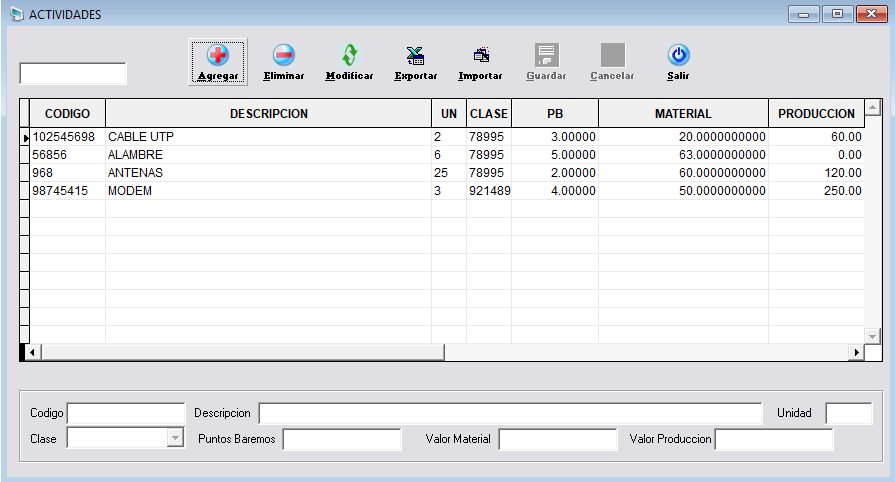 ACTIVIDADES
Agregar Eliminar Modificar Exportar Importar Guardar Cancelar Salir
CODIGO DESCRIPCION UN CLASE PB MATERIAL PRODUCCION
102545698 CABLE UTP 2 78995 3.00000 20.0000000000 60.00
56856 ALAMBRE 6 78995 5.00000 63.0000000000 0.00
968 ANTENAS 25 78995 2.00000 60.0000000000 120.00
98745415 MODEM 3 921489 4.00000 50.0000000000 250.00
Codigo Descripcion Unidad
Clase Puntos Baremos Valor Material Valor Produccion